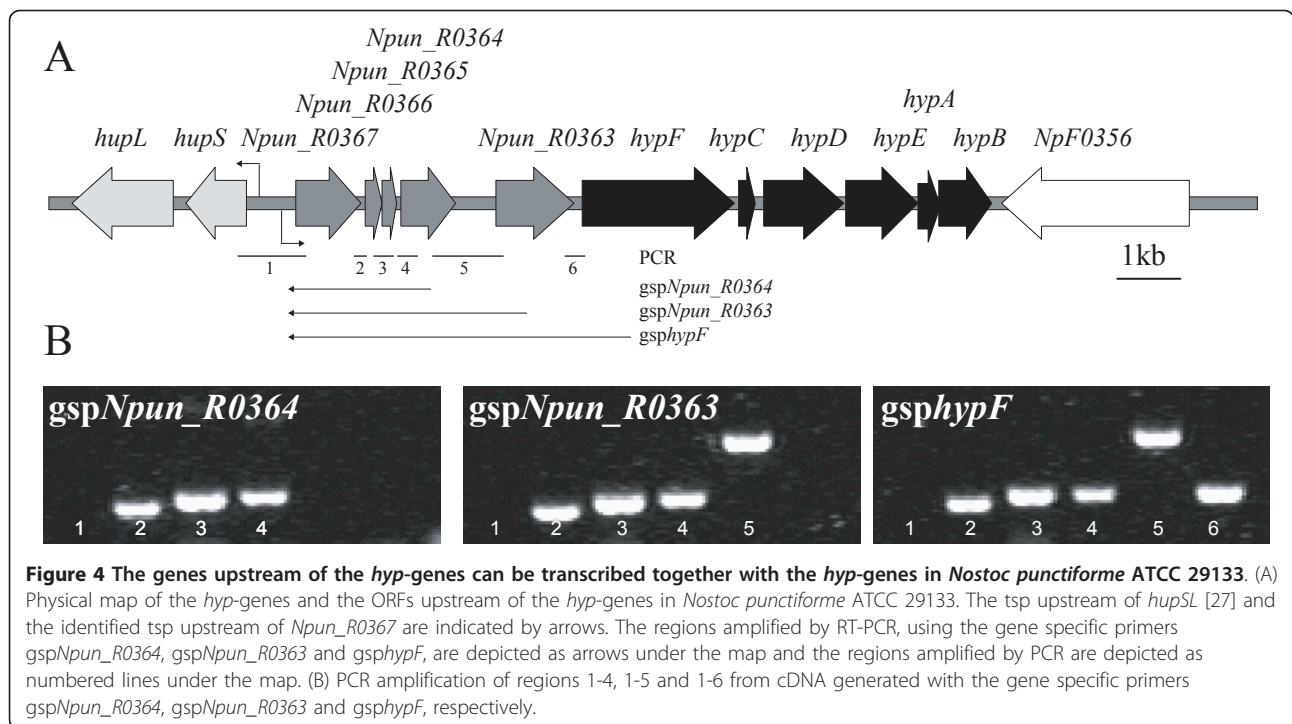 A
Npun_R0364
Npun_R0365
Npun_R0366
hypA
hupL hupS Npun_R0367 Npun_R0363 hypF hypC hypD hypE hypB NpF0356
1 2 3 4 5 6 PCR
1kb
gspNpun_R0364
gspNpun_R0363
gsphypF
B
gspNpun_R0364
1 2 3 4
gspNpun_R0363
1 2 3 4 5
gsphypF
1 2 3 4 5 6
Figure 4 The genes upstream of the hyp-genes can be transcribed together with the hyp-genes in Nostoc punctiforme ATCC 29133. (A)
Physical map of the hyp-genes and the ORFs upstream of the hyp-genes in Nostoc punctiforme ATCC 29133. The tsp upstream of hupSL [27] and
the identified tsp upstream of Npun_R0367 are indicated by arrows. The regions amplified by RT-PCR, using the gene specific primers
gspNpun_R0364, gspNpun_R0363 and gsphypF, are depicted as arrows under the map and the regions amplified by PCR are depicted as
numbered lines under the map. (B) PCR amplification of regions 1-4, 1-5 and 1-6 from cDNA generated with the gene specific primers
gspNpun_R0364, gspNpun_R0363 and gsphypF, respectively.